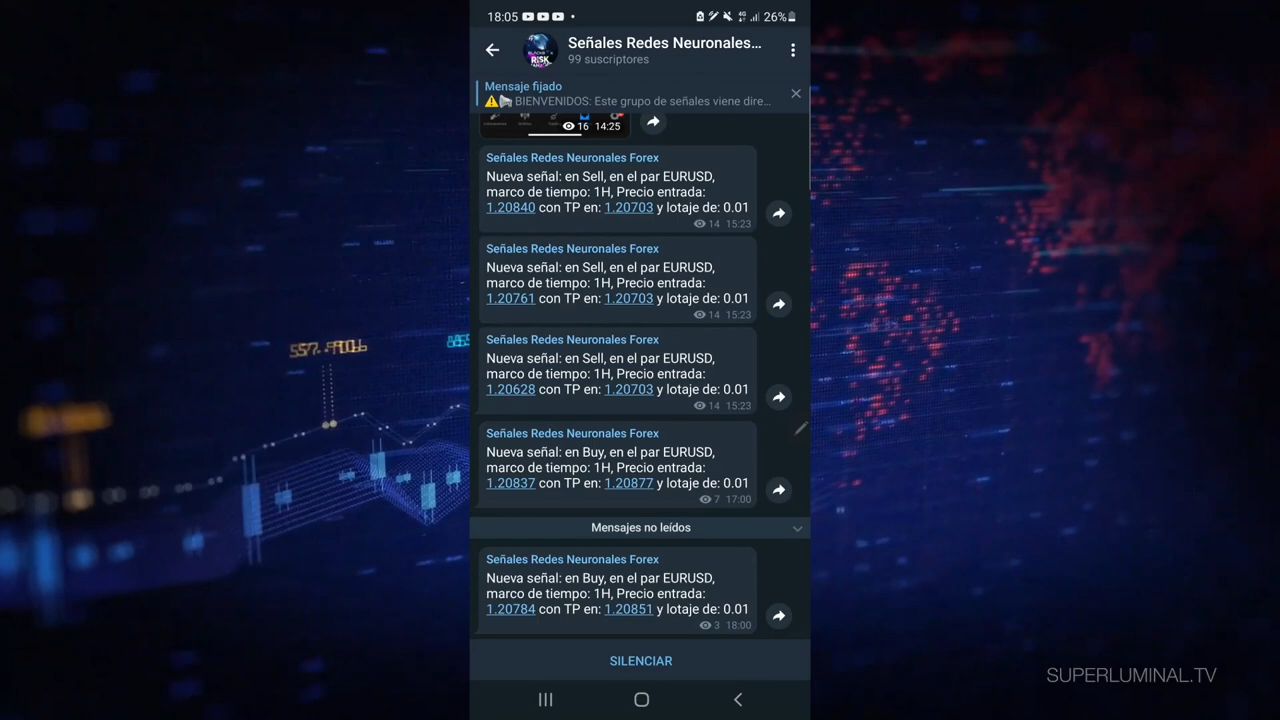 18:05
26%
Señales Redes Neuronales...
99 suscriptores
Mensaje fijado
BIENVENIDOS: Este grupo de señales viene dire...
16 14:25
Señales Redes Neuronales Forex
Nueva señal: en Sell, en el par EURUSD,
marco de tiempo: 1H, Precio entrada:
1.20840 con TP en: 1.20703 y lotaje de: 0.01
14 15:23
Señales Redes Neuronales Forex
Nueva señal: en Sell, en el par EURUSD,
marco de tiempo: 1H, Precio entrada:
1.20761 con TP en: 1.20703 y lotaje de: 0.01
14 15:23
Señales Redes Neuronales Forex
Nueva señal: en Sell, en el par EURUSD,
marco de tiempo: 1H, Precio entrada:
1.20628 con TP en: 1.20703 y lotaje de: 0.01
14 15:23
Señales Redes Neuronales Forex
Nueva señal: en Buy, en el par EURUSD,
marco de tiempo: 1H, Precio entrada:
1.20837 con TP en: 1.20877 y lotaje de: 0.01
7 17:00
Mensajes no leídos
Señales Redes Neuronales Forex
Nueva señal: en Buy, en el par EURUSD,
marco de tiempo: 1H, Precio entrada:
1.20784 con TP en: 1.20851 y lotaje de: 0.01
3 18:00
SILENCIAR
SUPERLUMINAL.TV